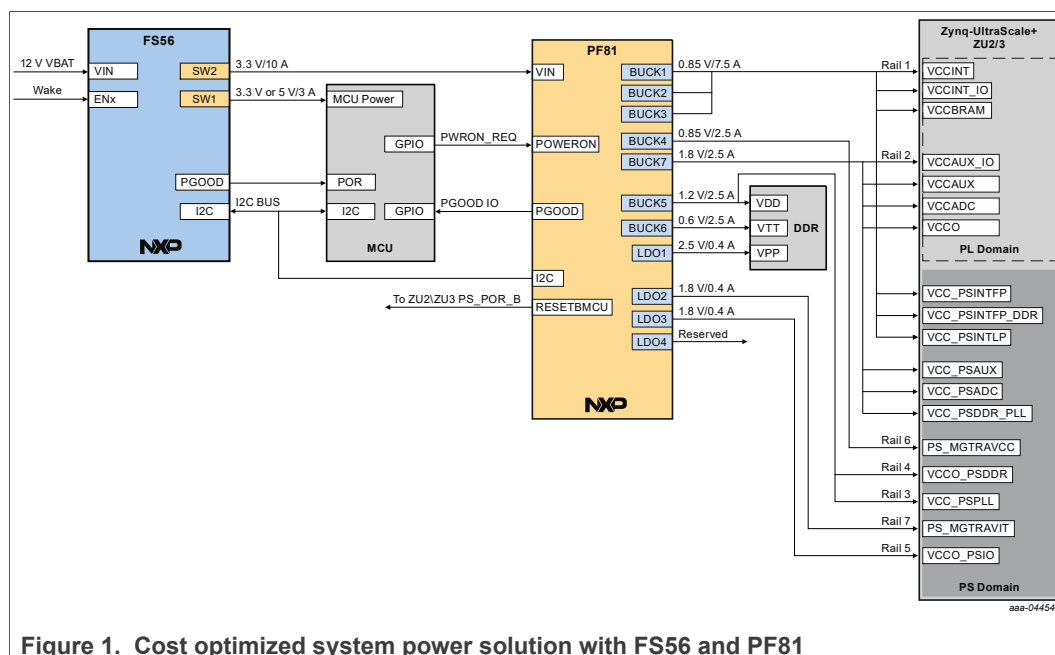 FS56
12 V VBAT
VIN
SW2
3.3 V/10 A
Wake
ENx
SW1
3.3 V or 5 V/3 A
PGOOD
I2C
I2C BUS
NXP
MCU Power
GPIO
PWRON_REQ
POR
I2C
GPIO
PGOOD IO
MCU
To ZU2\ZU3 PS_POR_B
PF81
VIN
POWERON
PGOOD
I2C
RESETBMCU
BUCK1
0.85 V/7.5 A
BUCK2
BUCK3
BUCK4
0.85 V/2.5 A
BUCK7
1.8 V/2.5 A
BUCK5
1.2 V/2.5 A
BUCK6
0.6 V/2.5 A
LDO1
2.5 V/0.4 A
LDO2
1.8 V/0.4 A
LDO3
1.8 V/0.4 A
LDO4
Reserved
NXP
VDD
VTT
DDR
VPP
Zynq-UltraScale+
ZU2/3
Rail 1
VCCINT
VCCINT_IO
VCCBRAM
Rail 2
VCCAUX_IO
VCCAUX
VCCADC
VCCO
PL Domain
VCC_PSINTFP
VCC_PSINTFP_DDR
VCC_PSINTLP
VCC_PSAUX
VCC_PSADC
VCC_PSDDR_PLL
Rail 6
PS_MGTRAVCC
Rail 4
VCCO_PSDDR
Rail 3
VCC_PSPLL
Rail 7
PS_MGTRAVIT
Rail 5
VCCO_PSIO
PS Domain
aaa-04454
Figure 1. Cost optimized system power solution with FS56 and PF81